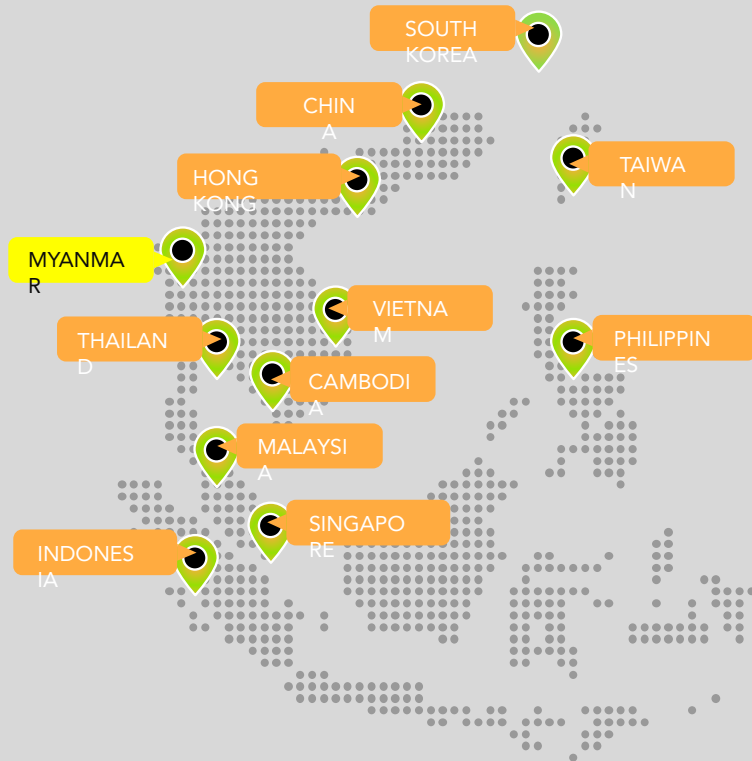 SOUTH
KOREA
CHIN
A
HONG
KONG
TAIWA
N
MYANMA
R
VIETNA
M
THAILAN
D
PHILIPPIN
ES
CAMBODI
A
MALAYSI
A
SINGAPO
RE
INDONES
IA